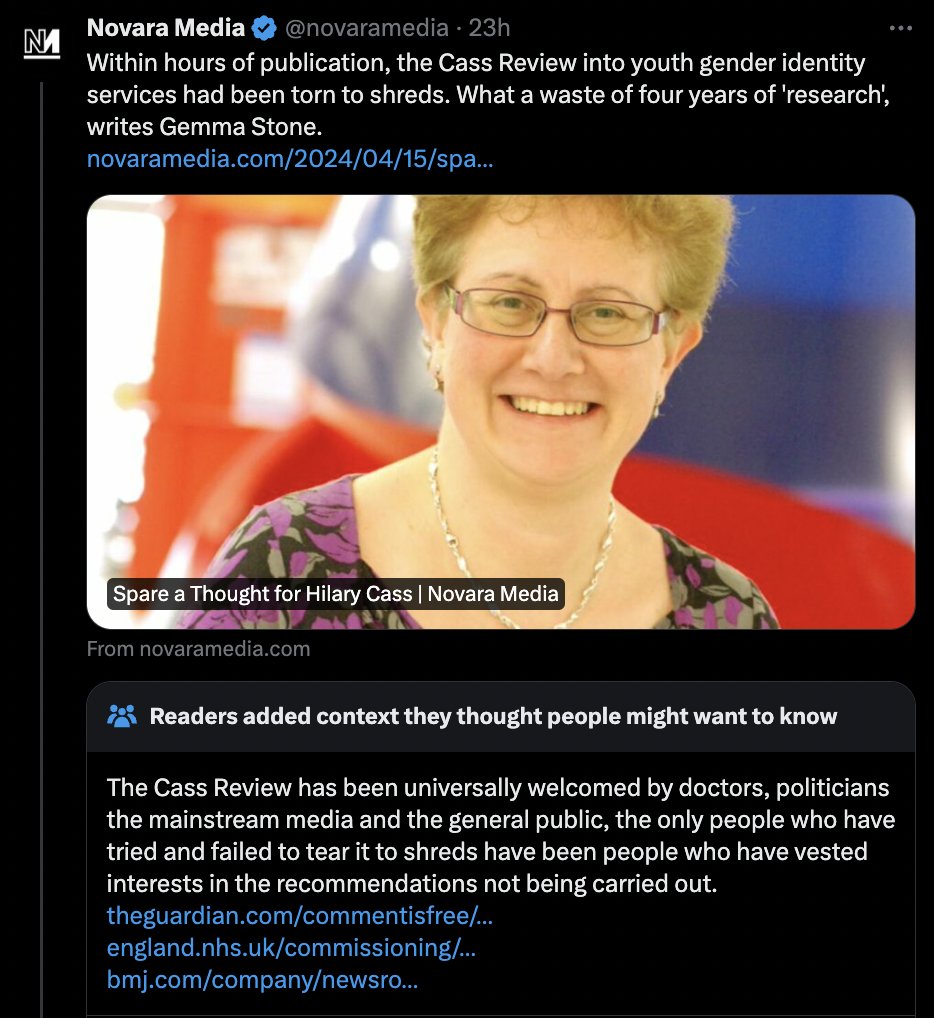 Novara Media @novaramedia · 23h
Within hours of publication, the Cass Review into youth gender identity
services had been torn to shreds. What a waste of four years of 'research',
writes Gemma Stone.
novaramedia.com/2024/04/15/spa...
Spare a Thought for Hilary Cass | Novara Media
From novaramedia.com
Readers added context they thought people might want to know
The Cass Review has been universally welcomed by doctors, politicians
the mainstream media and the general public, the only people who have
tried and failed to tear it to shreds have been people who have vested
interests in the recommendations not being carried out.
theguardian.com/commentisfree/...
england.nhs.uk/commissioning/...
bmj.com/company/newsro...